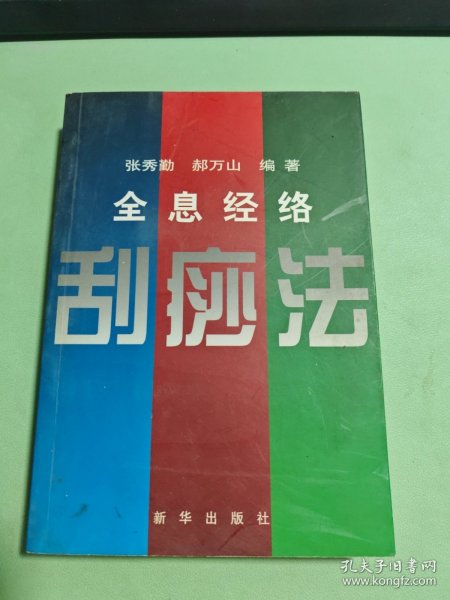 张秀勤 郝万山 编著
全息经络
刮痧法
新华出版社
孔夫子旧书网
www.kongfz.com